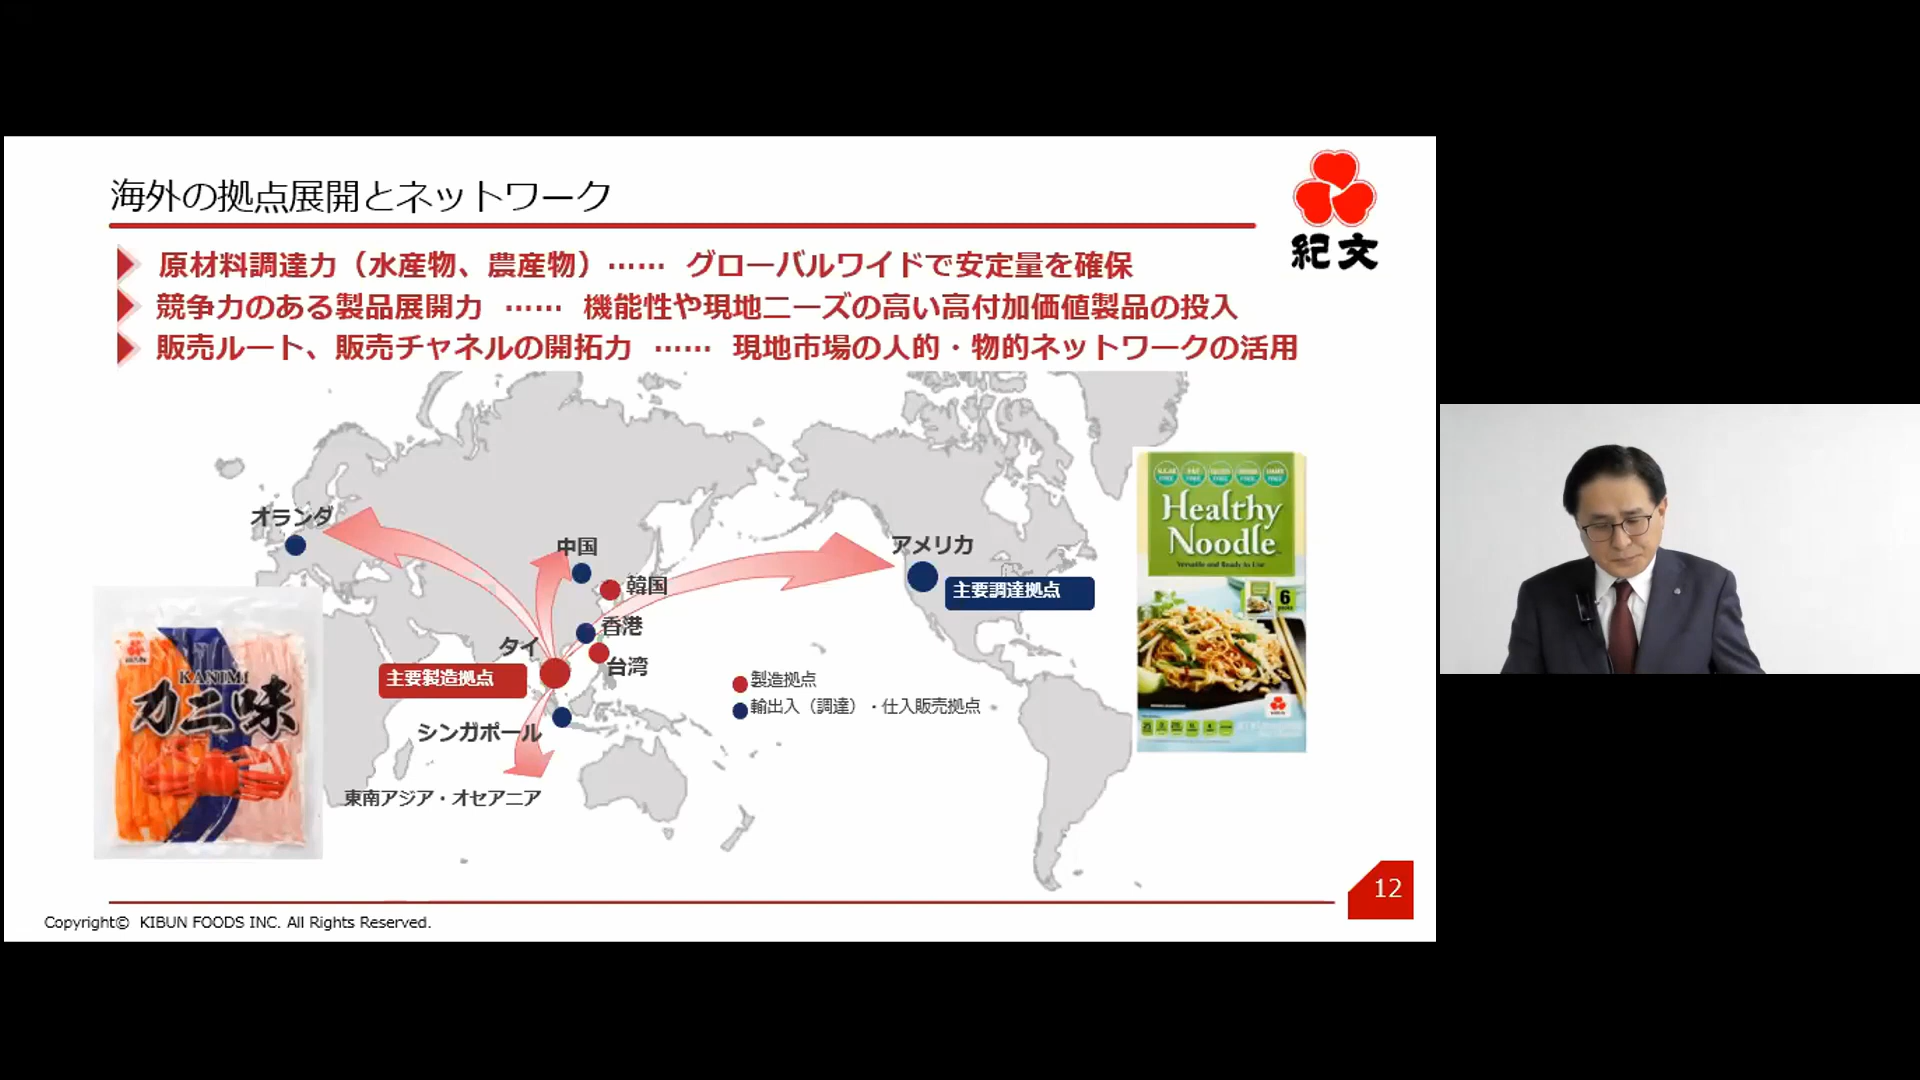 海外の拠点展開とネットワーク
紀文
原材料調達力（水産物、農産物）…… グローバルワイドで安定量を確保
競争力のある製品展開力 …… 機能性や現地ニーズの高い高付加価値製品の投入
販売ルート、販売チャネルの開拓力 …… 現地市場の人的・物的ネットワークの活用
オランダ
中国
韓国
香港
タイ
台湾
主要製造拠点
シンガポール
東南アジア・オセアニア
アメリカ
主要調達拠点
製造拠点
輸出入（調達）・仕入販売拠点
KANIMI
カニ味
Healthy
Noodle
Versatile and Ready to Use
6
12
Copyright© KIBUN FOODS INC. All Rights Reserved.